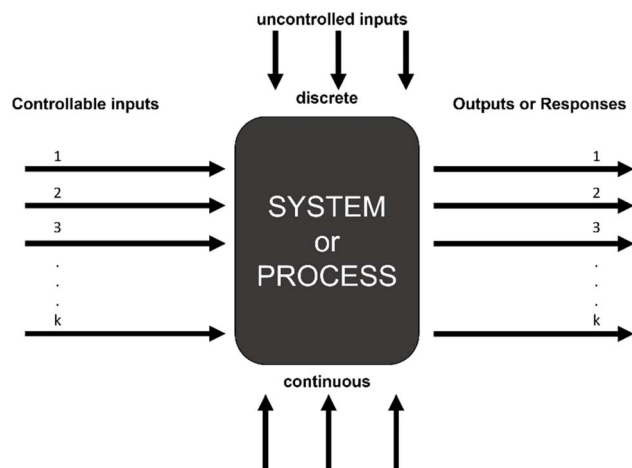 uncontrolled inputs
discrete
Controllable inputs
Outputs or Responses
1
2
3
.
.
.
k
SYSTEM
or
PROCESS
1
2
3
.
.
.
k
continuous